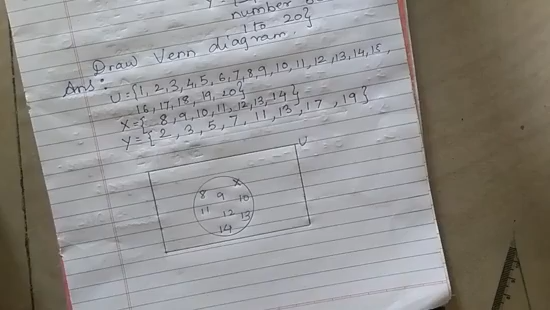 number
1 to 20}
Draw Venn diagram.
Ans:
U = {1, 2, 3, 4, 5, 6, 7, 8, 9, 10, 11, 12, 13, 14, 15,
16, 17, 18, 19, 20}
X = { 8, 9, 10, 11, 12, 13, 14}
Y = { 2, 3, 5, 7, 11, 13, 17, 19}
U
X
8 9 10
11 12 13
14